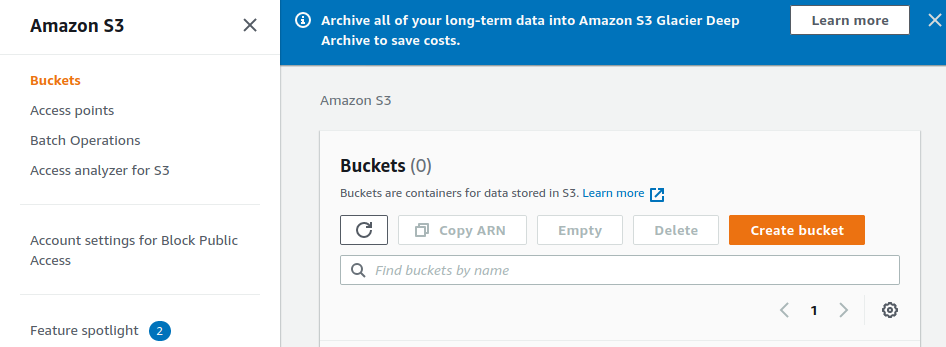 Amazon S3
Buckets
Access points
Batch Operations
Access analyzer for S3
Account settings for Block Public
Access
Feature spotlight 2
Archive all of your long-term data into Amazon S3 Glacier Deep
Archive to save costs.
Learn more
Amazon S3
Buckets (0)
Buckets are containers for data stored in S3. Learn more
Copy ARN Empty Delete Create bucket
Find buckets by name
1